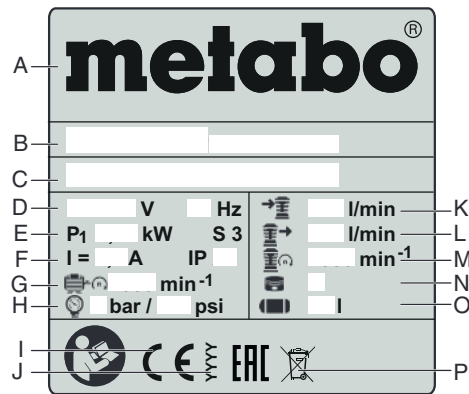 metabo®
A
B
C
D V Hz
E P1 , kW S 3
F I = , A IP
G min-1
H bar / psi
I
J
CE EAC
l/min K
l/min L
min-1 M
N
l O
P